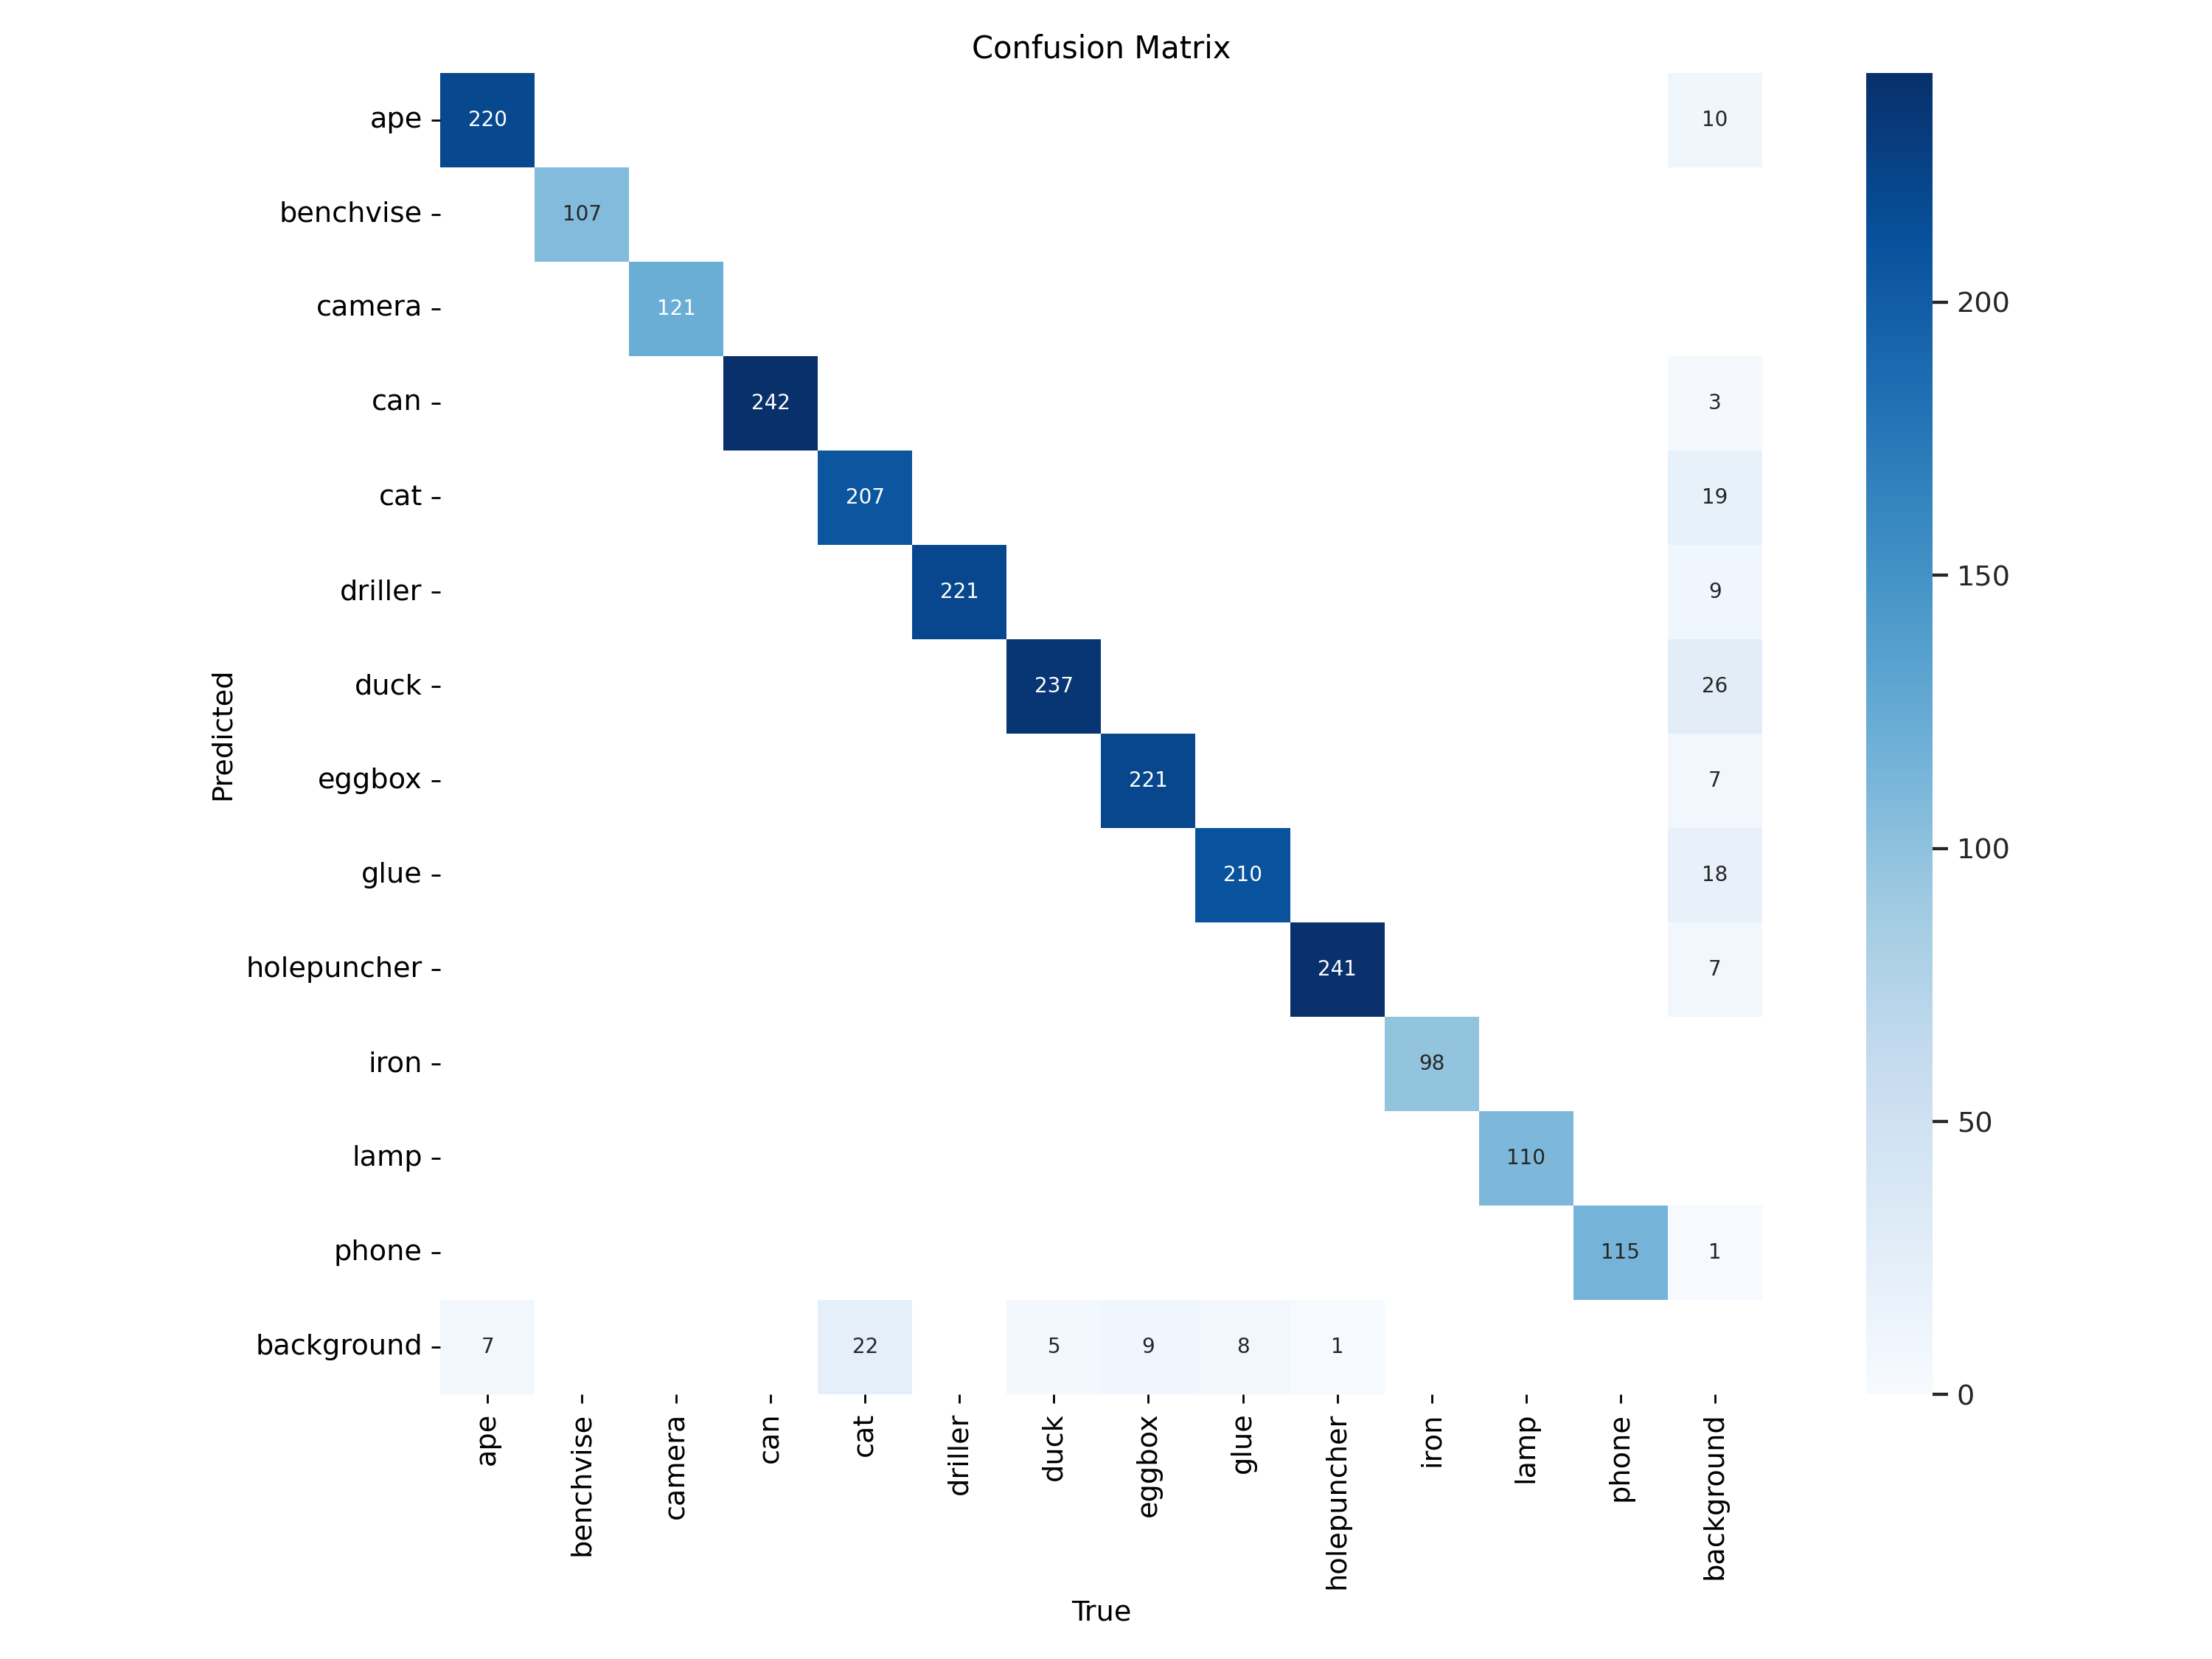 Confusion Matrix
ape 220 10
benchvise 107
camera 121
200
can 242 3
cat 207 19
150
driller 221 9
Predicted
duck 237 26
eggbox 221 7
100
glue 210 18
holepuncher 241 7
iron 98
50
lamp 110
phone 115 1
background 7 22 5 9 8 1
0
ape benchvise camera can cat driller duck eggbox glue holepuncher iron lamp phone background
True